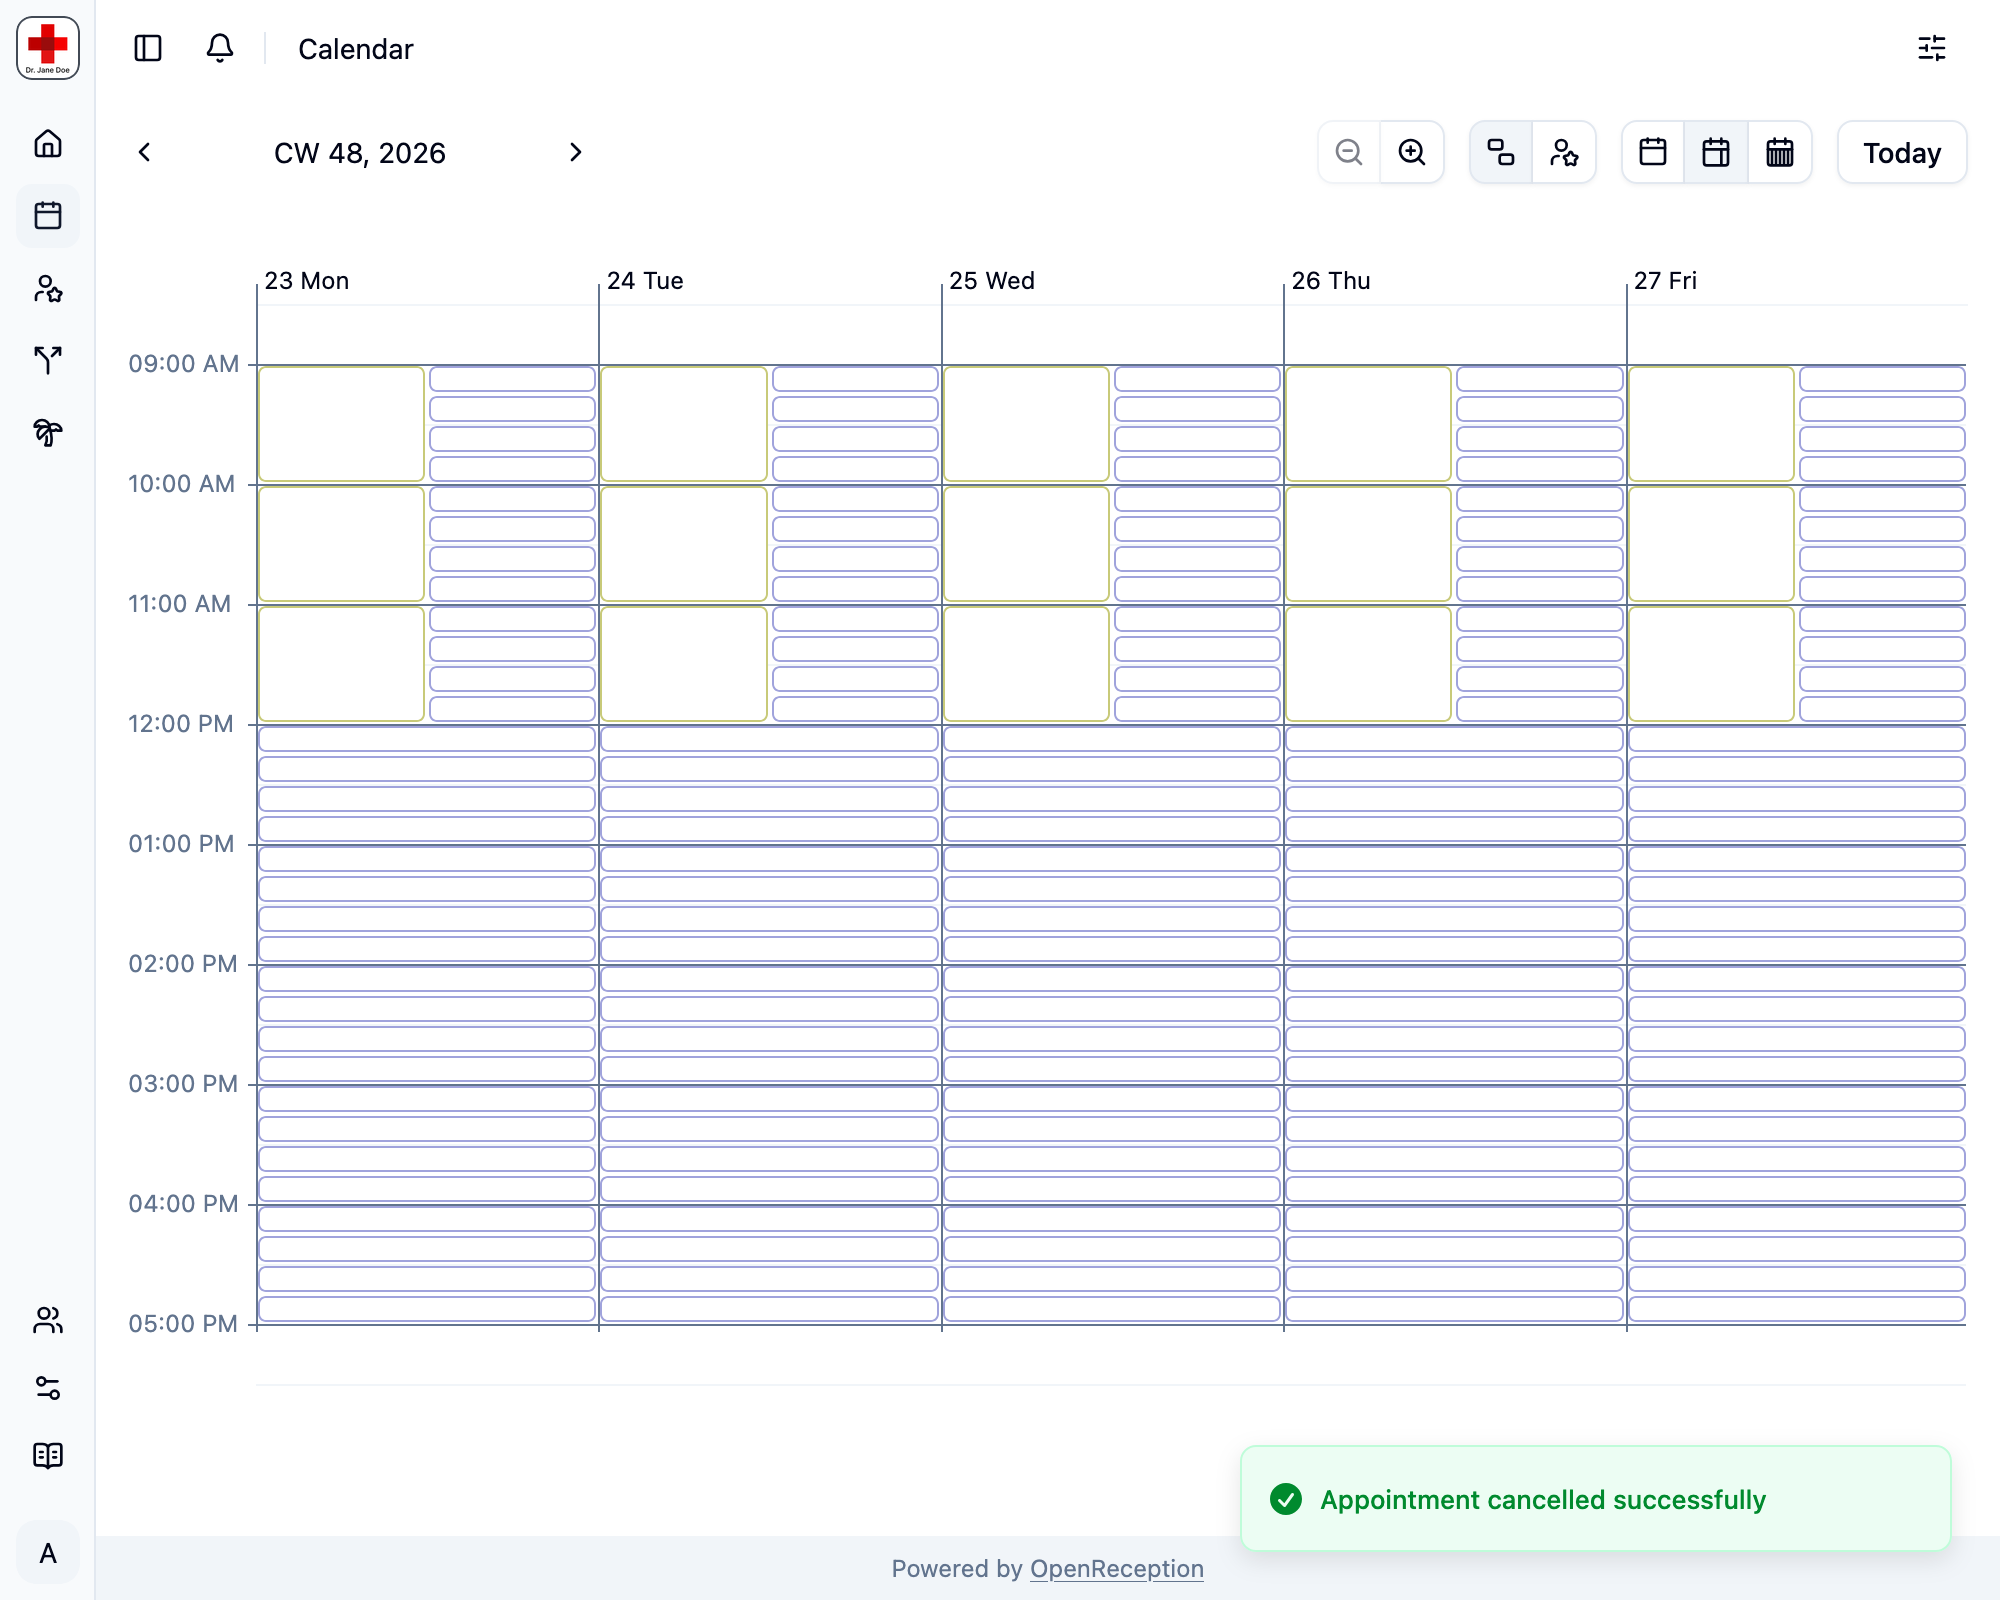 Dr. Jane Doe
Calendar
CW 48, 2026
Today
23 Mon
24 Tue
25 Wed
26 Thu
27 Fri
09:00 AM
10:00 AM
11:00 AM
12:00 PM
01:00 PM
02:00 PM
03:00 PM
04:00 PM
05:00 PM
Appointment cancelled successfully
A
Powered by OpenReception